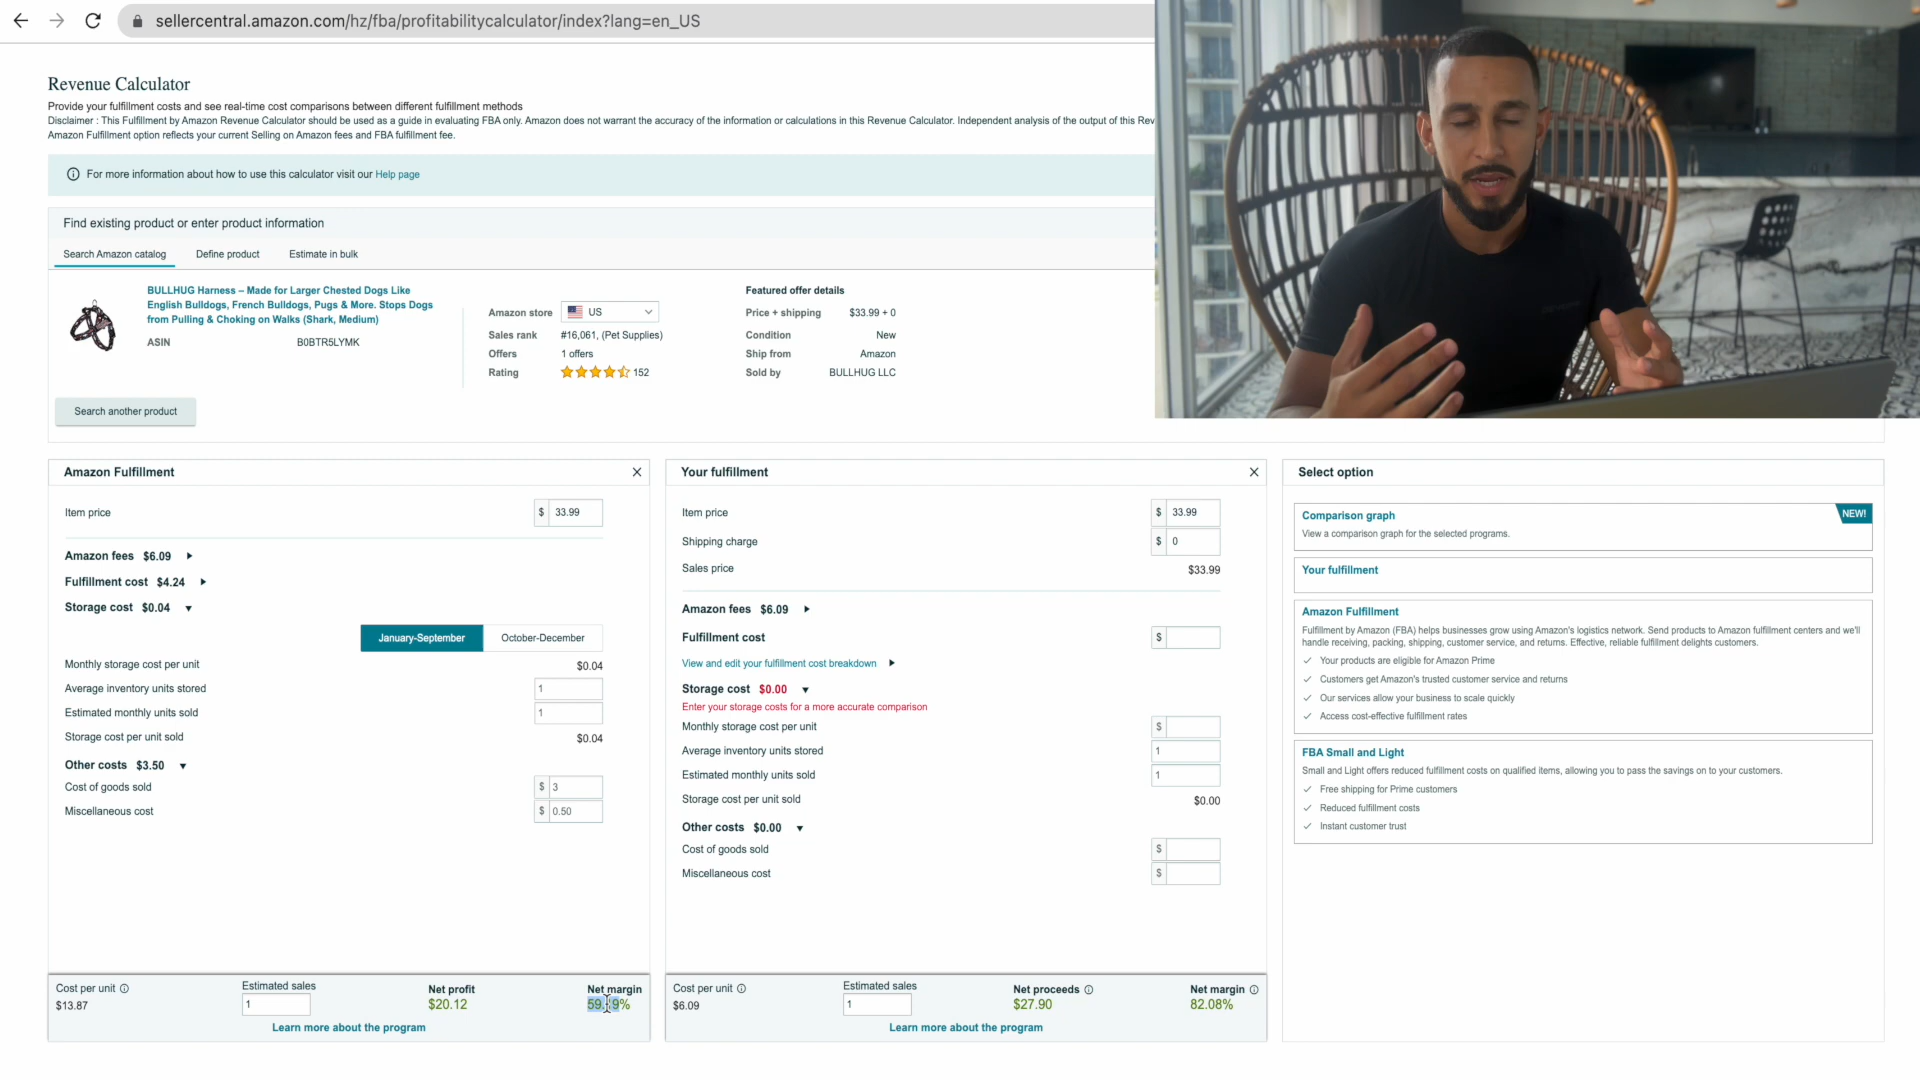 sellercentral.amazon.com/hz/fba/profitabilitycalculator/index?lang=en_US
Revenue Calculator
Provide your fulfillment costs and see real-time cost comparisons between different fulfillment methods
Disclaimer : This Fulfillment by Amazon Revenue Calculator should be used as a guide in evaluating FBA only. Amazon does not warrant the accuracy of the information or calculations in this Revenue Calculator. Independent analysis of the output of this Rev
Amazon Fulfillment option reflects your current Selling on Amazon fees and FBA fulfillment fee.
For more information about how to use this calculator visit our Help page
Find existing product or enter product information
Search Amazon catalog Define product Estimate in bulk
BULLHUG Harness – Made for Larger Chested Dogs Like
English Bulldogs, French Bulldogs, Pugs & More. Stops Dogs
from Pulling & Choking on Walks (Shark, Medium)
ASIN B0BTR5LYMK
Amazon store US
Sales rank #16,061, (Pet Supplies)
Offers 1 offers
Rating 152
Featured offer details
Price + shipping $33.99 + 0
Condition New
Ship from Amazon
Sold by BULLHUG LLC
Search another product
Amazon Fulfillment
Item price $ 33.99
Amazon fees $6.09
Fulfillment cost $4.24
Storage cost $0.04
January-September October-December
Monthly storage cost per unit $0.04
Average inventory units stored 1
Estimated monthly units sold 1
Storage cost per unit sold $0.04
Other costs $3.50
Cost of goods sold $ 3
Miscellaneous cost $ 0.50
Cost per unit Estimated sales Net profit Net margin
$13.87 1 $20.12
Learn more about the program
Your fulfillment
Item price $ 33.99
Shipping charge $ 0
Sales price $33.99
Amazon fees $6.09
Fulfillment cost $
View and edit your fulfillment cost breakdown
Storage cost $0.00
Enter your storage costs for a more accurate comparison
Monthly storage cost per unit $
Average inventory units stored 1
Estimated monthly units sold 1
Storage cost per unit sold $0.00
Other costs $0.00
Cost of goods sold $
Miscellaneous cost $
Cost per unit Estimated sales Net proceeds Net margin
$6.09 1 $27.90 82.08%
Learn more about the program
Select option
Comparison graph NEW!
View a comparison graph for the selected programs.
Your fulfillment
Amazon Fulfillment
Fulfillment by Amazon (FBA) helps businesses grow using Amazon's logistics network. Send products to Amazon fulfillment centers and we'll
handle receiving, packing, shipping, customer service, and returns. Effective, reliable fulfillment delights customers.
Your products are eligible for Amazon Prime
Customers get Amazon's trusted customer service and returns
Our services allow your business to scale quickly
Access cost-effective fulfillment rates
FBA Small and Light
Small and Light offers reduced fulfillment costs on qualified items, allowing you to pass the savings on to your customers.
Free shipping for Prime customers
Reduced fulfillment costs
Instant customer trust